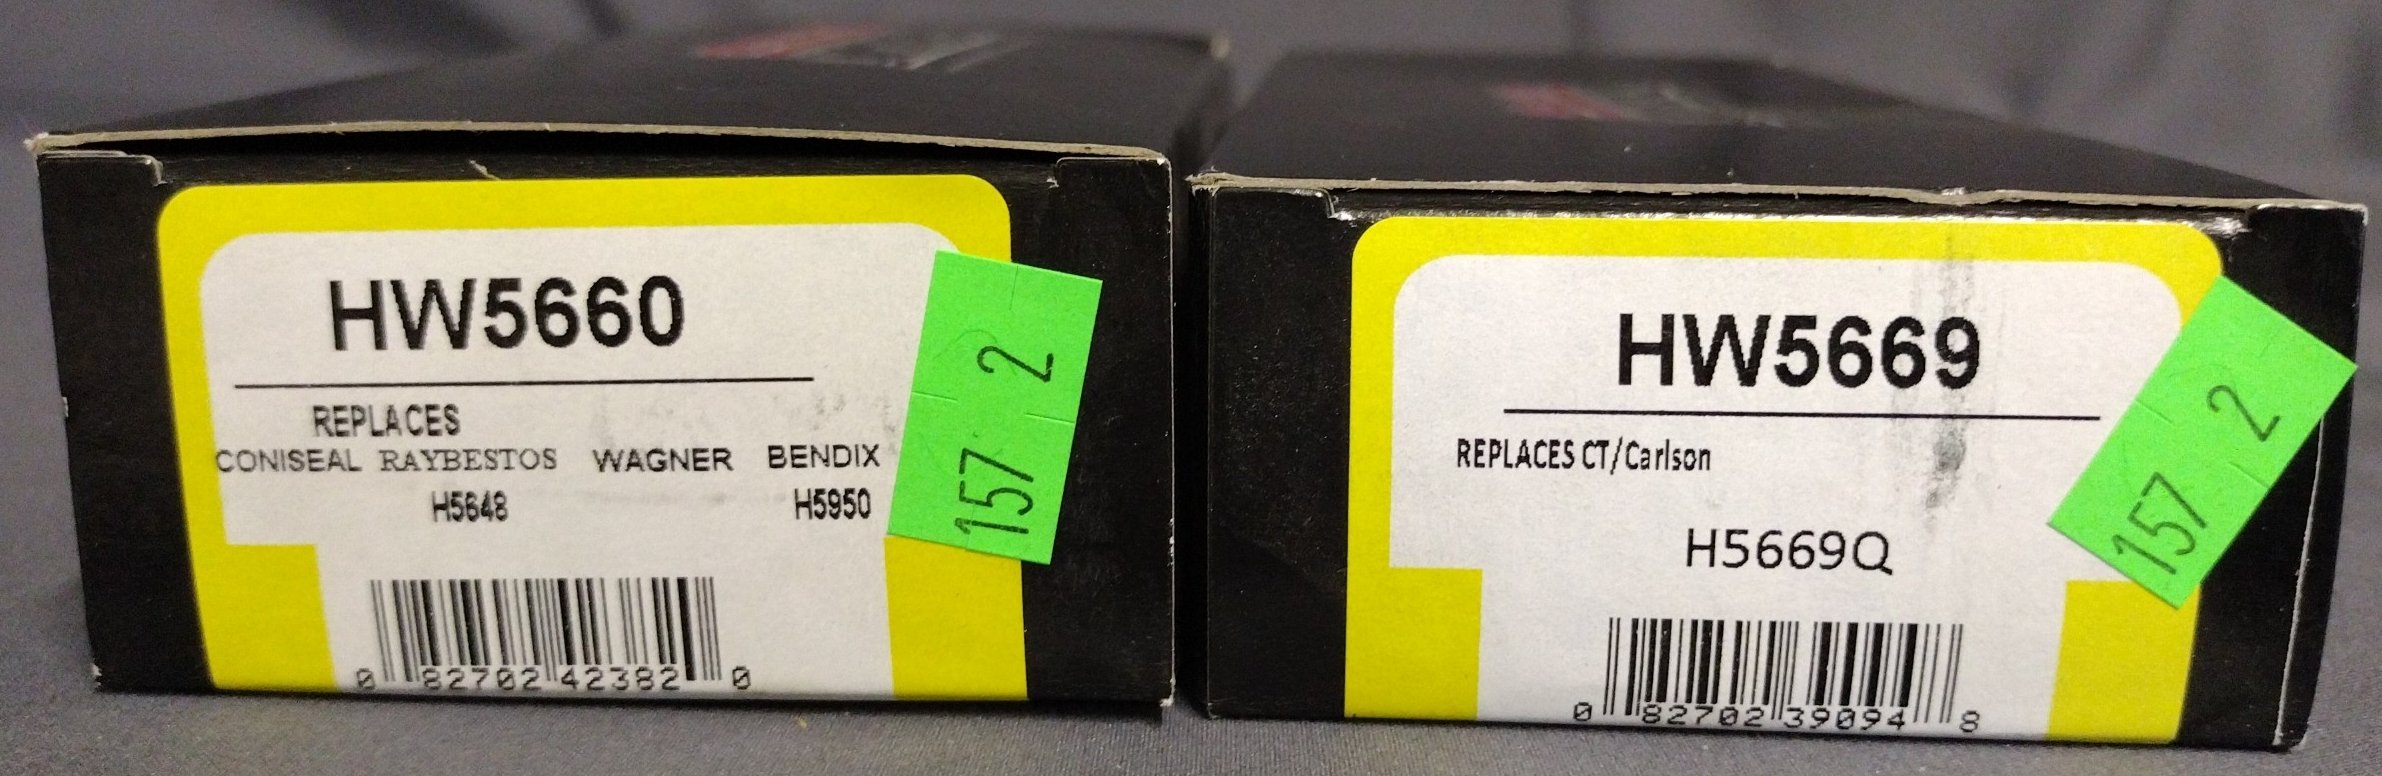 HW5660
REPLACES
CONISEAL RAYBESTOS WAGNER BENDIX
H5648 H5950
0 82702 42382 0
157 2
HW5669
REPLACES CT/Carlson
H5669Q
0 82702 39094 8
157 2